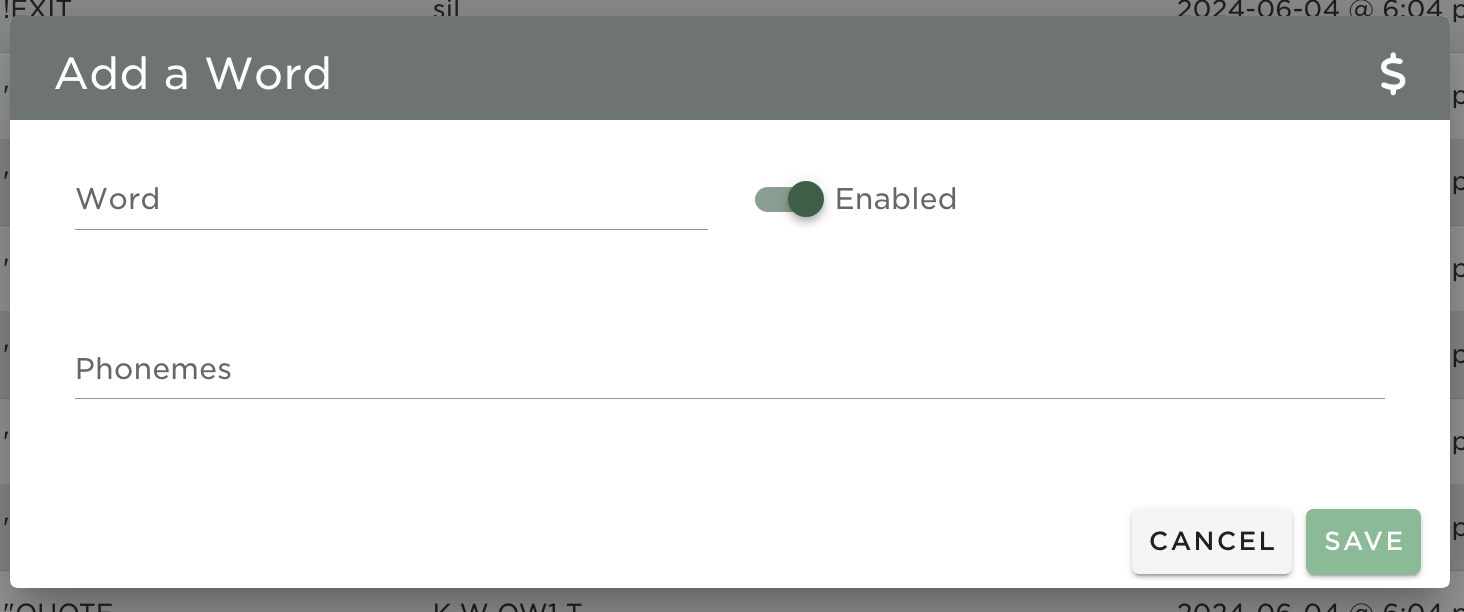 !EXIT sil 2024-06-04 @ 6:04 p
Add a Word $
Word Enabled
Phonemes
CANCEL SAVE
"QUOTE K W OW1 T 2024-06-04 @ 6:04 p